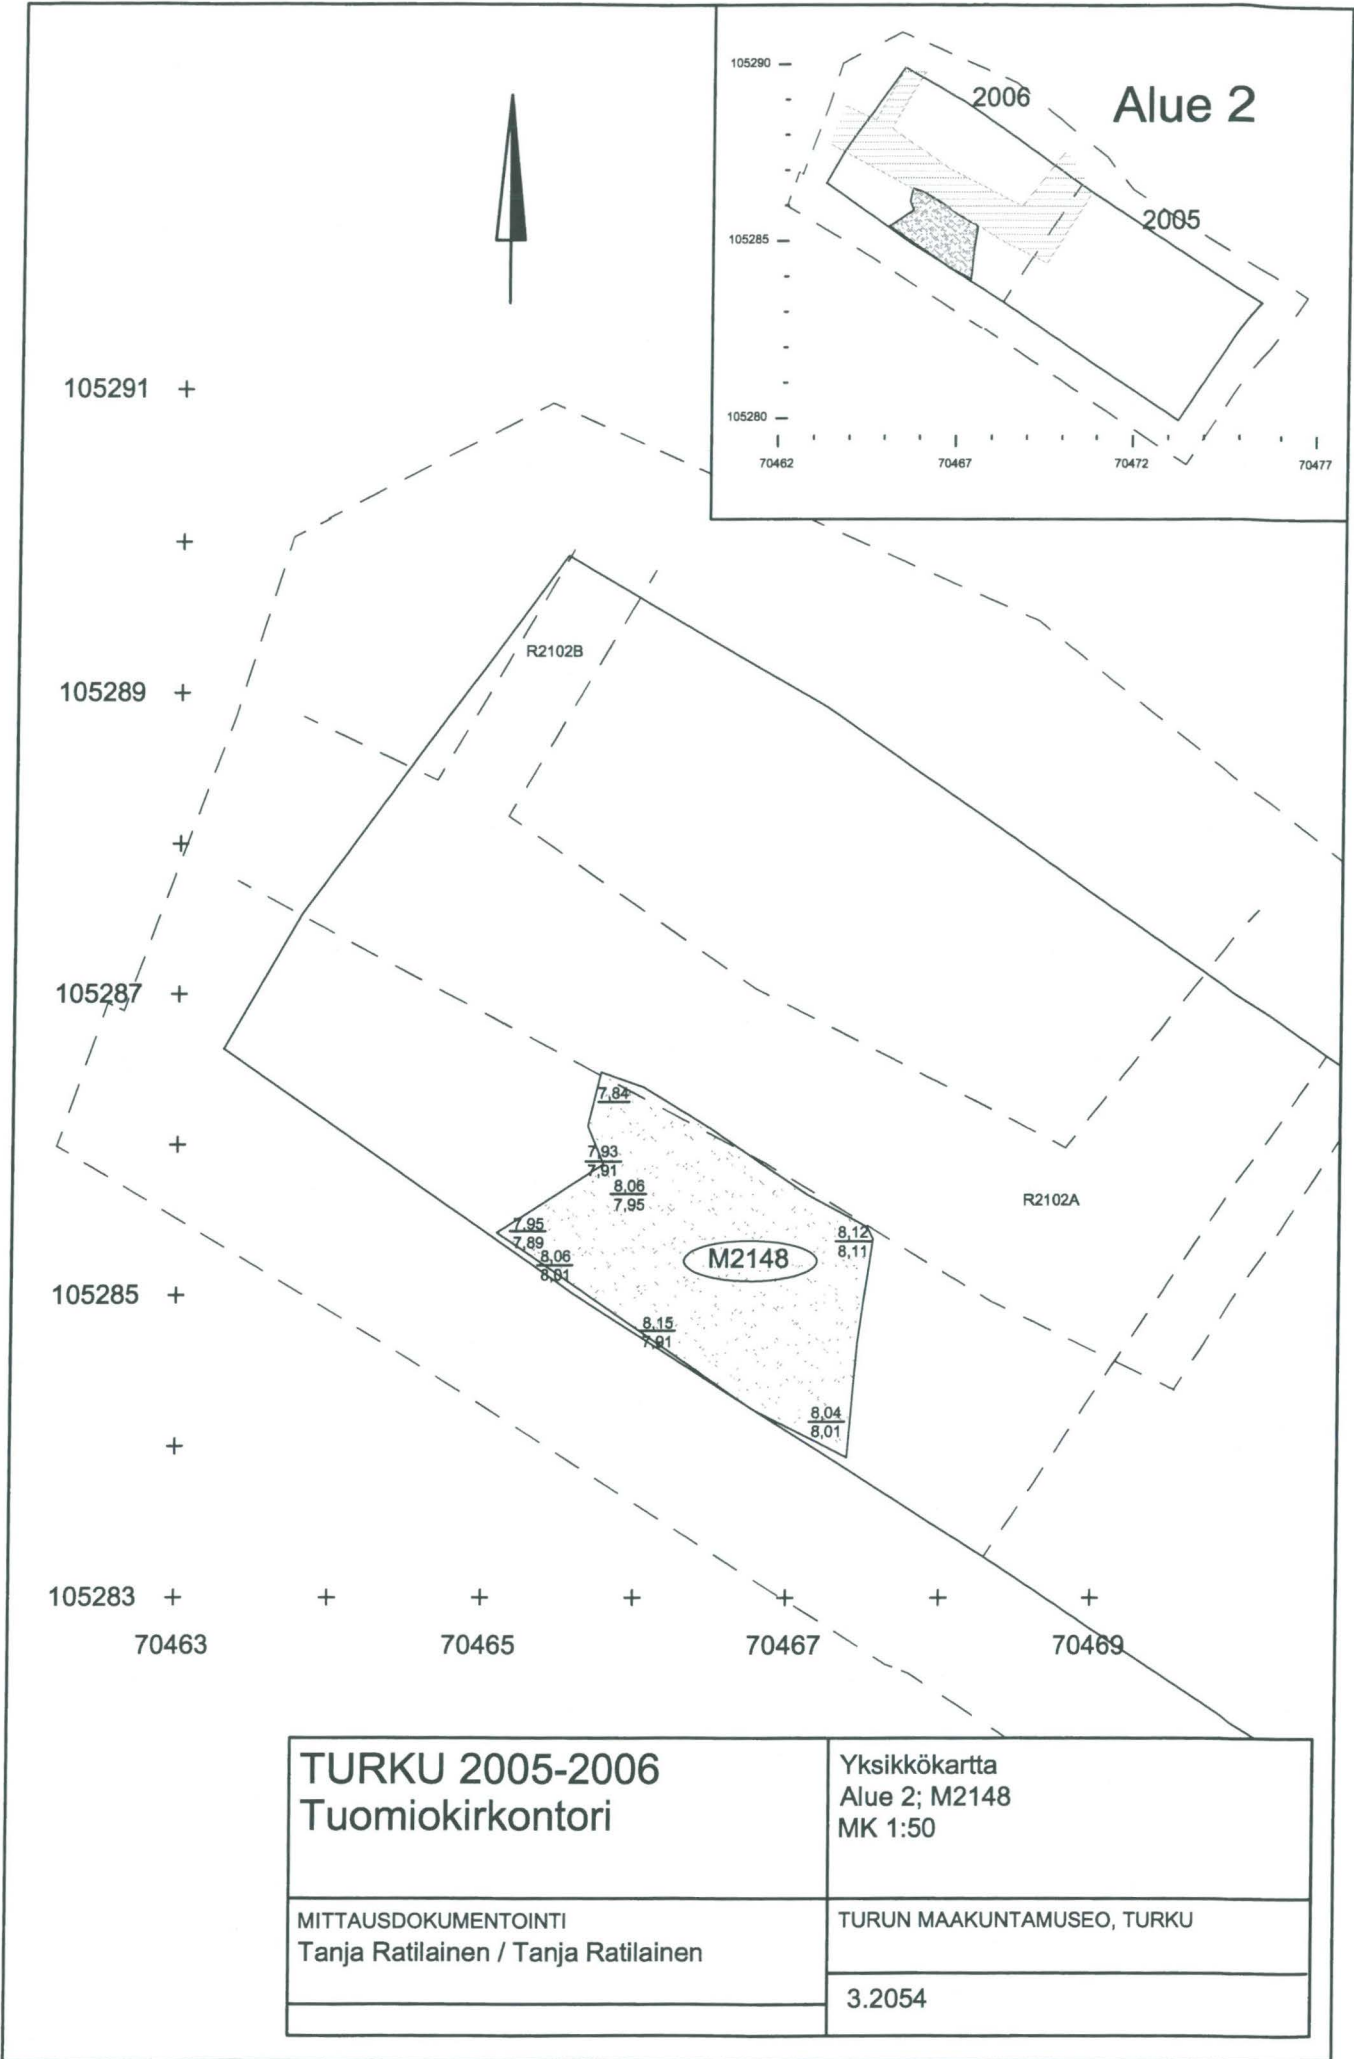 105290
2006
Alue 2
2005
105285
105280
70462
70467
70472
70477
105291
R2102B
105289
105287
7,84
7,93
7,91
8,06
7,95
R2102A
7,95
7,89
8,12
8,11
8,06
8,01
M2148
105285
8,15
7,91
8,04
8,01
105283
70463
70465
70467
70469
TURKU 2005-2006
Tuomiokirkontori
Yksikkökartta
Alue 2; M2148
MK 1:50
MITTAUSDOKUMENTOINTI
Tanja Ratilainen / Tanja Ratilainen
TURUN MAAKUNTAMUSEO, TURKU
3.2054